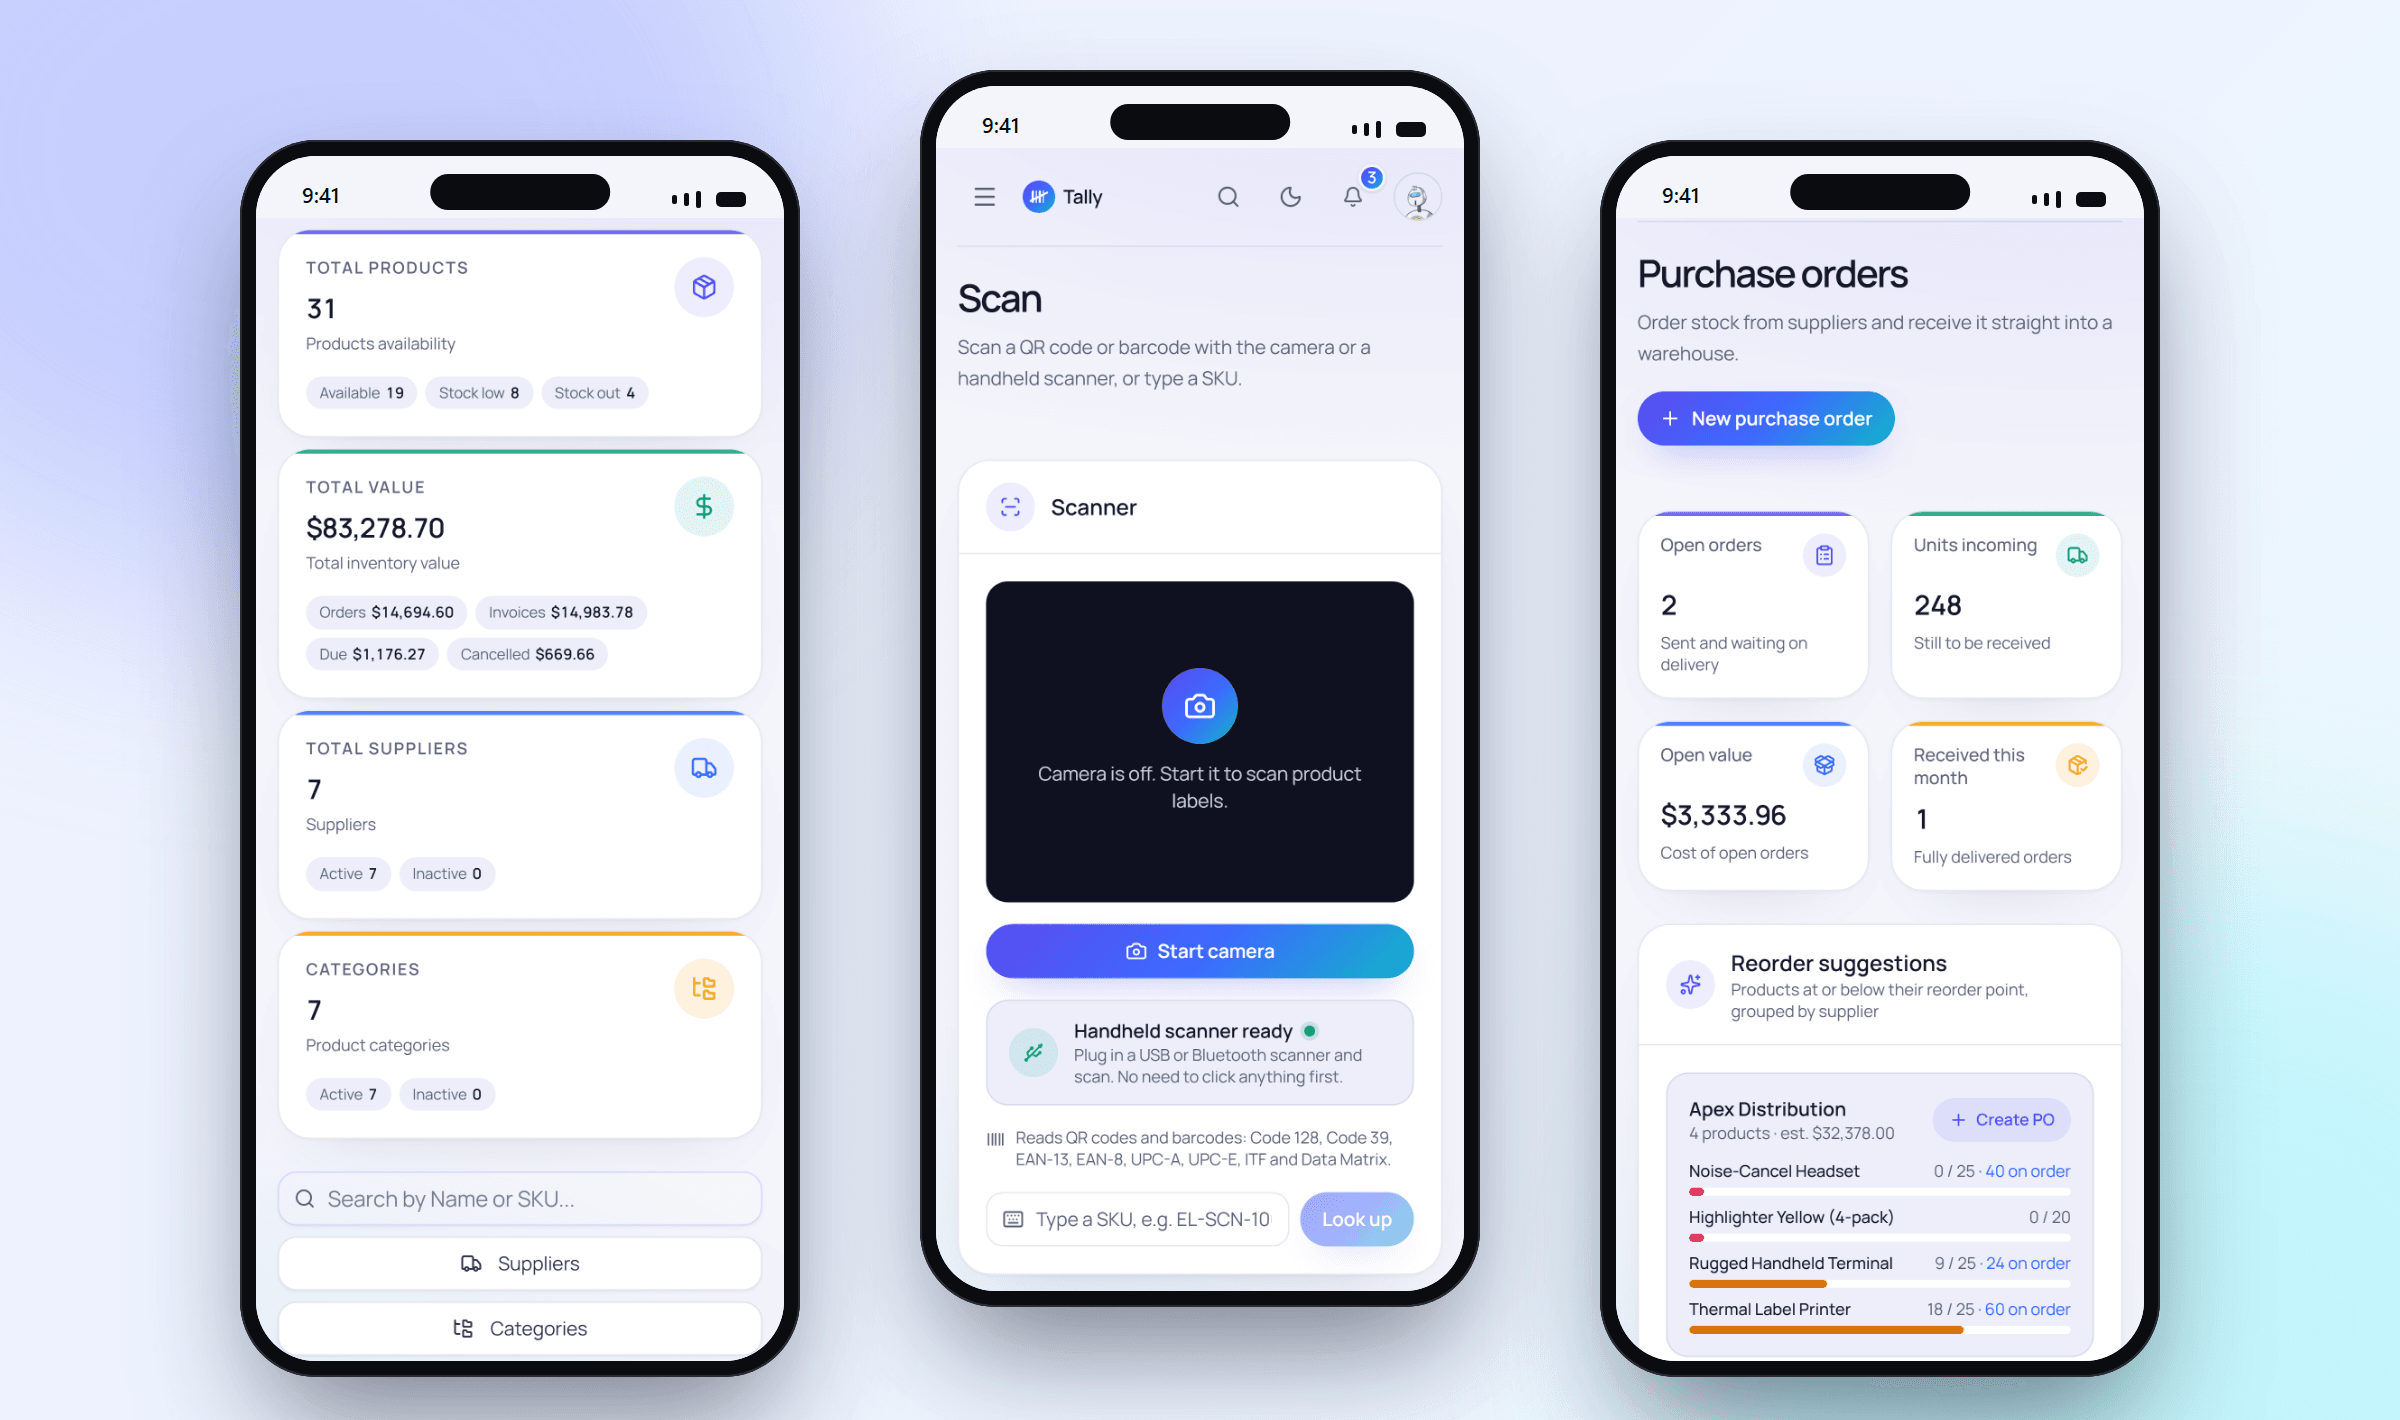 9:41
TOTAL PRODUCTS
31
Products availability
Available 19 Stock low 8 Stock out 4
TOTAL VALUE
$83,278.70
Total inventory value
Orders $14,694.60 Invoices $14,983.78
Due $1,176.27 Cancelled $669.66
TOTAL SUPPLIERS
7
Suppliers
Active 7 Inactive 0
CATEGORIES
7
Product categories
Active 7 Inactive 0
Search by Name or SKU...
Suppliers
Categories
9:41
Tally
3
Scan
Scan a QR code or barcode with the camera or a
handheld scanner, or type a SKU.
Scanner
Camera is off. Start it to scan product
labels.
Start camera
Handheld scanner ready
Plug in a USB or Bluetooth scanner and
scan. No need to click anything first.
Reads QR codes and barcodes: Code 128, Code 39,
EAN-13, EAN-8, UPC-A, UPC-E, ITF and Data Matrix.
Type a SKU, e.g. EL-SCN-10
Look up
9:41
Purchase orders
Order stock from suppliers and receive it straight into a
warehouse.
New purchase order
Open orders
2
Sent and waiting on
delivery
Units incoming
248
Still to be received
Open value
$3,333.96
Cost of open orders
Received this
month
1
Fully delivered orders
Reorder suggestions
Products at or below their reorder point,
grouped by supplier
Apex Distribution
4 products · est. $32,378.00
Create PO
Noise-Cancel Headset 0 / 25 · 40 on order
Highlighter Yellow (4-pack) 0 / 20
Rugged Handheld Terminal 9 / 25 · 24 on order
Thermal Label Printer 18 / 25 · 60 on order